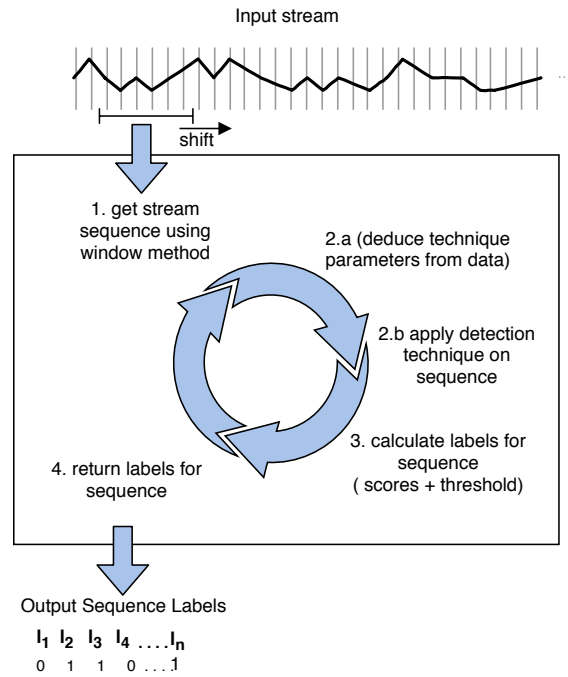 Input stream
..
shift
1. get stream
sequence using
window method
2.a (deduce technique
parameters from data)
2.b apply detection
technique on
sequence
3. calculate labels for
sequence
( scores + threshold)
4. return labels for
sequence
Output Sequence Labels
l1 l2 l3 l4 ....ln
0 1 1 0 ....1